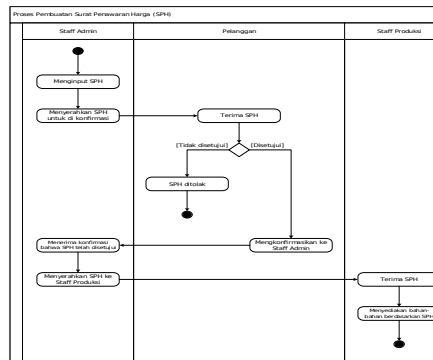 Proses Pembuatan Surat Penawaran Harga (SPH)
Staff Admin
Pelanggan
Staff Produksi
Menginput SPH
Menyerahkan SPH
untuk di konfirmasi
Terima SPH
[Tidak disetujui]
[Disetujui]
SPH ditolak
Mengkonfirmasikan ke
Staff Admin
Menerima konfirmasi
bahwa SPH telah disetujui
Menyerahkan SPH ke
Staff Produksi
Terima SPH
Menyediakan bahan-
bahan berdasarkan SPH